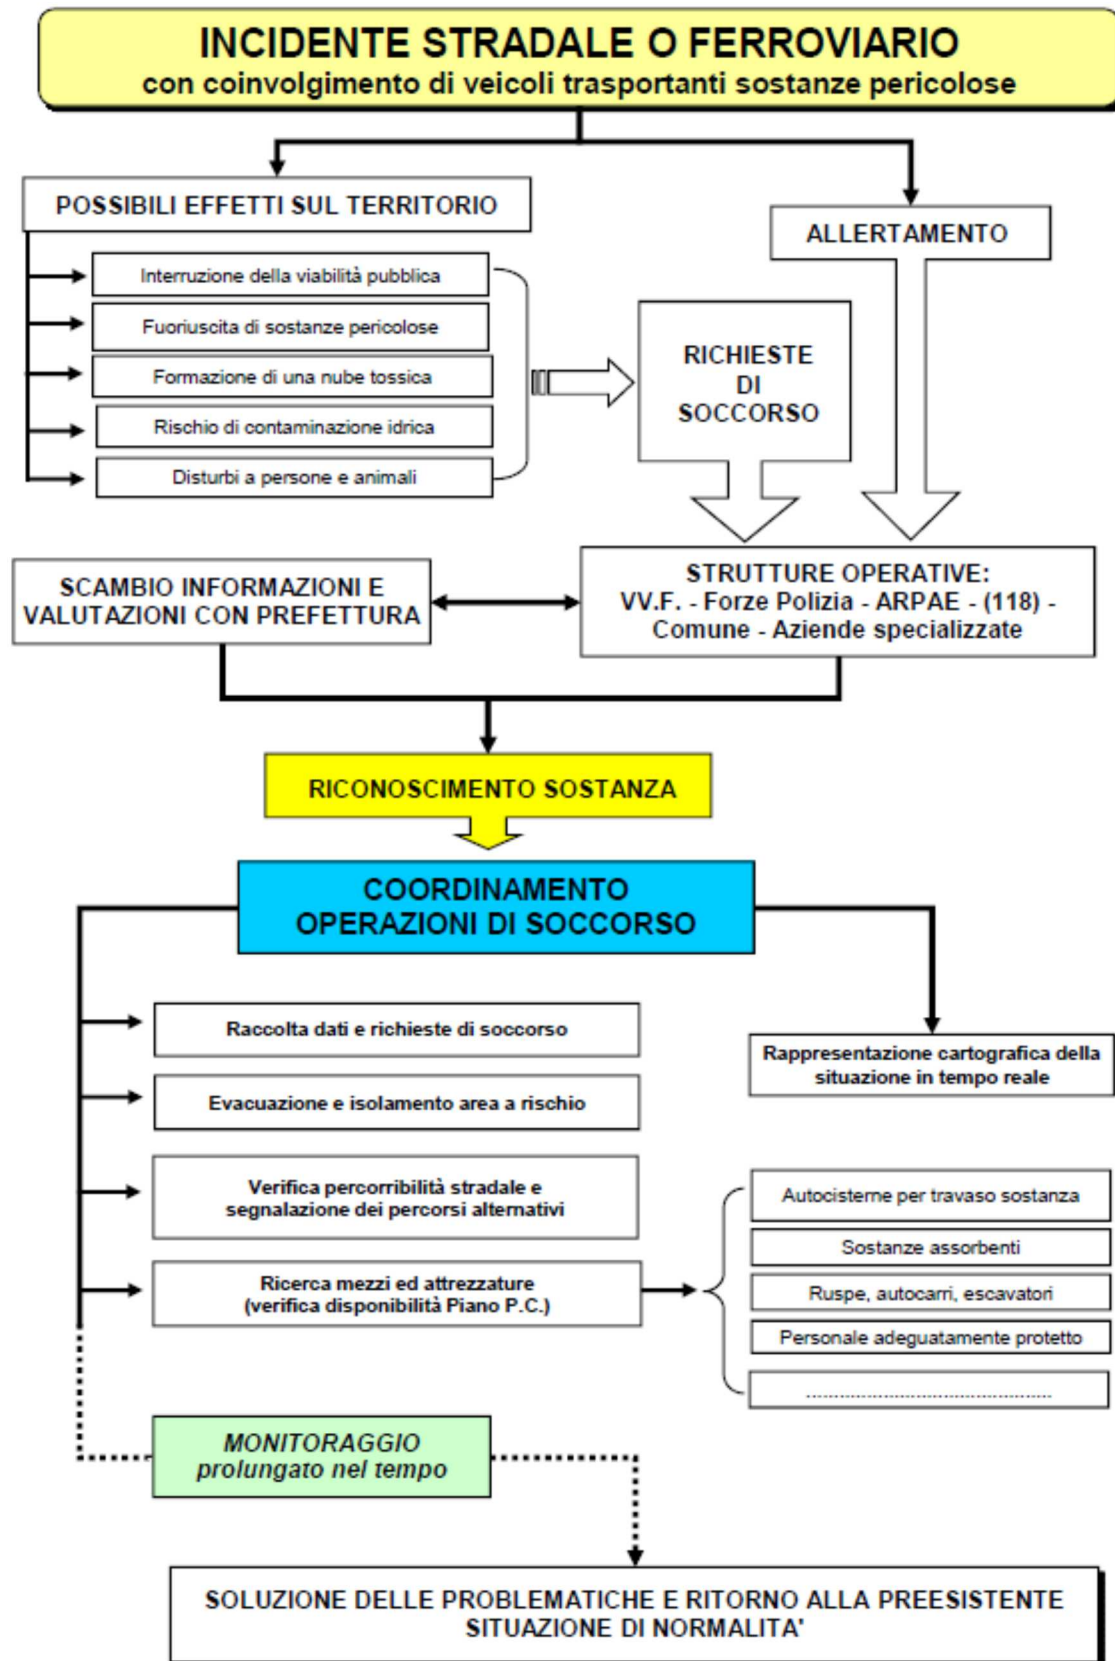 INCIDENTE STRADALE O FERROVIARIO
con coinvolgimento di veicoli trasportanti sostanze pericolose
POSSIBILI EFFETTI SUL TERRITORIO
ALLERTAMENTO
Interruzione della viabilità pubblica
Fuoriuscita di sostanze pericolose
Formazione di una nube tossica
Rischio di contaminazione idrica
Disturbi a persone e animali
RICHIESTE
DI
SOCCORSO
SCAMBIO INFORMAZIONI E
VALUTAZIONI CON PREFETTURA
STRUTTURE OPERATIVE:
VV.F. - Forze Polizia - ARPAE - (118) -
Comune - Aziende specializzate
RICONOSCIMENTO SOSTANZA
COORDINAMENTO
OPERAZIONI DI SOCCORSO
Raccolta dati e richieste di soccorso
Evacuazione e isolamento area a rischio
Verifica percorribilità stradale e
segnalazione dei percorsi alternativi
Ricerca mezzi ed attrezzature
(verifica disponibilità Piano P.C.)
Rappresentazione cartografica della
situazione in tempo reale
Autocisterne per travaso sostanza
Sostanze assorbenti
Ruspe, autocarri, escavatori
Personale adeguatamente protetto
................................................
MONITORAGGIO
prolungato nel tempo
SOLUZIONE DELLE PROBLEMATICHE E RITORNO ALLA PREESISTENTE
SITUAZIONE DI NORMALITA'